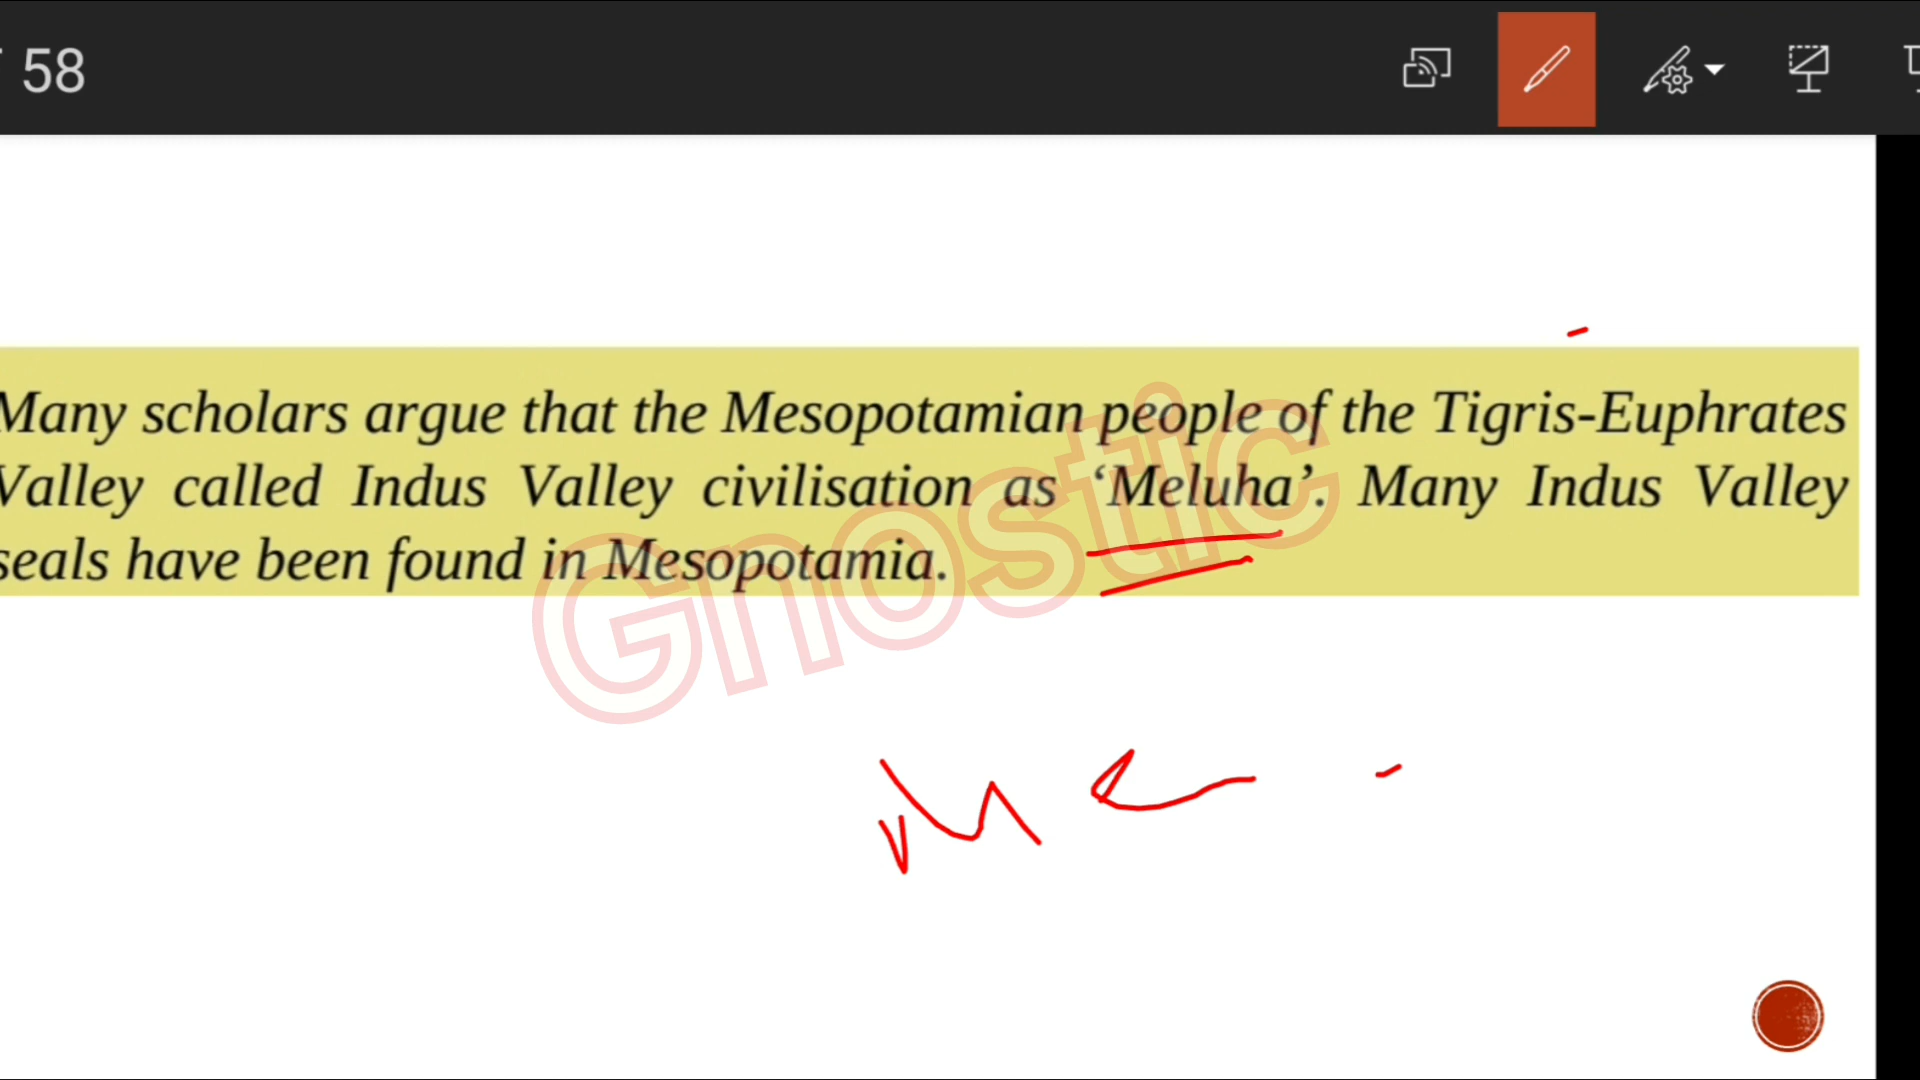 58
Many scholars argue that the Mesopotamian people of the Tigris-Euphrates
Valley called Indus Valley civilisation as ‘Meluha’. Many Indus Valley
seals have been found in Mesopotamia.
Gnostic